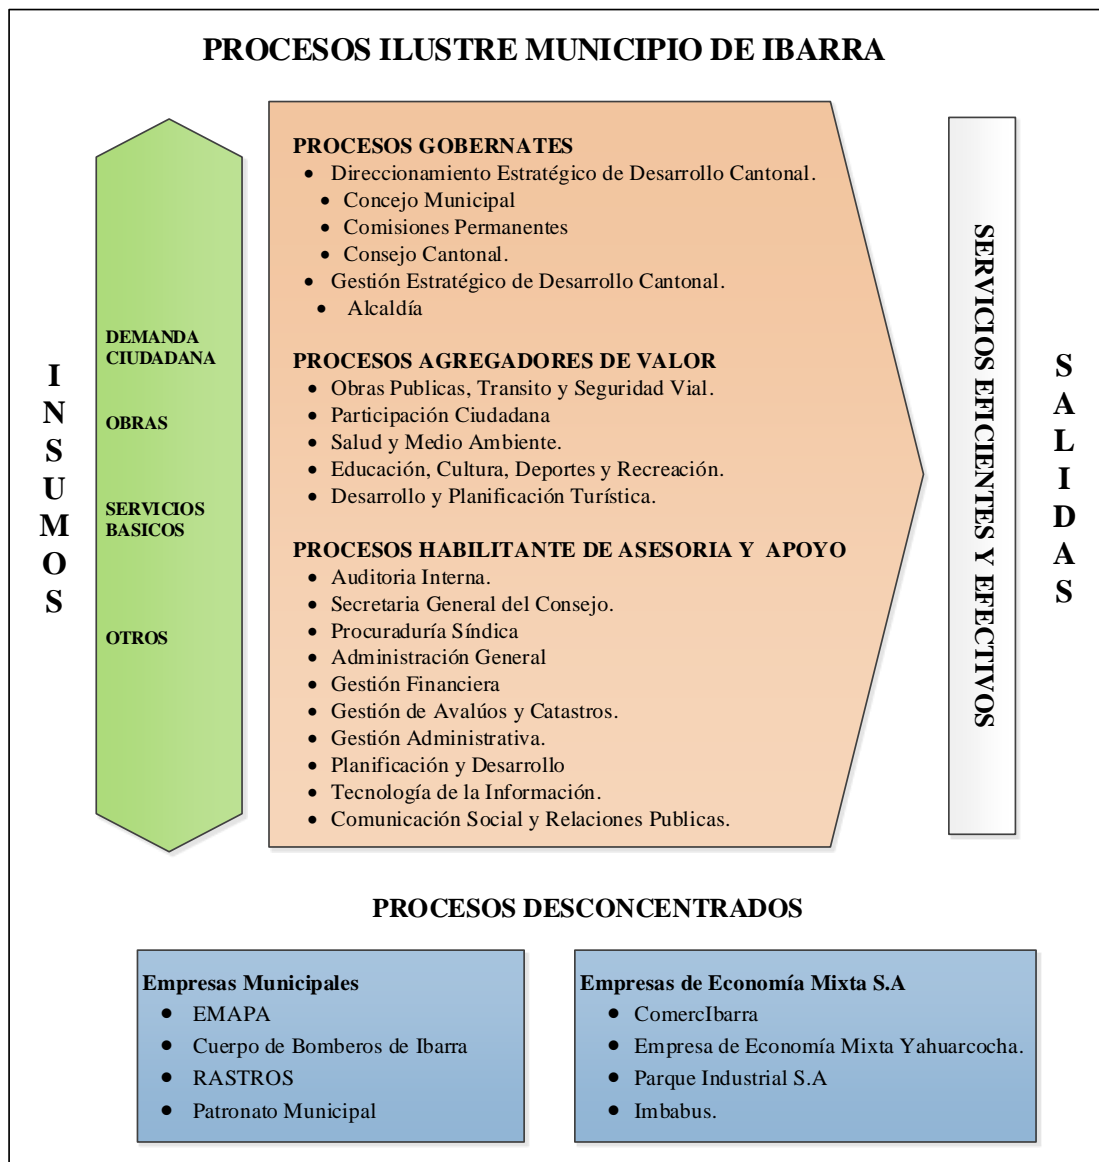 PROCESOS ILUSTRE MUNICIPIO DE IBARRA
INSUMOS
DEMANDA
CIUDADANA
OBRAS
SERVICIOS
BASICOS
OTROS
PROCESOS GOBERNATES
• Direccionamiento Estratégico de Desarrollo Cantonal.
• Concejo Municipal
• Comisiones Permanentes
• Consejo Cantonal.
• Gestión Estratégico de Desarrollo Cantonal.
• Alcaldía
PROCESOS AGREGADORES DE VALOR
• Obras Publicas, Transito y Seguridad Vial.
• Participación Ciudadana
• Salud y Medio Ambiente.
• Educación, Cultura, Deportes y Recreación.
• Desarrollo y Planificación Turística.
PROCESOS HABILITANTE DE ASESORIA Y APOYO
• Auditoria Interna.
• Secretaria General del Consejo.
• Procuraduría Síndica
• Administración General
• Gestión Financiera
• Gestión de Avalúos y Catastros.
• Gestión Administrativa.
• Planificación y Desarrollo
• Tecnología de la Información.
• Comunicación Social y Relaciones Publicas.
SERVICIOS EFICIENTES Y EFECTIVOS
SALIDAS
PROCESOS DESCONCENTRADOS
Empresas Municipales
• EMAPA
• Cuerpo de Bomberos de Ibarra
• RASTROS
• Patronato Municipal
Empresas de Economía Mixta S.A
• ComercIbarra
• Empresa de Economía Mixta Yahuarcocha.
• Parque Industrial S.A
• Imbabus.